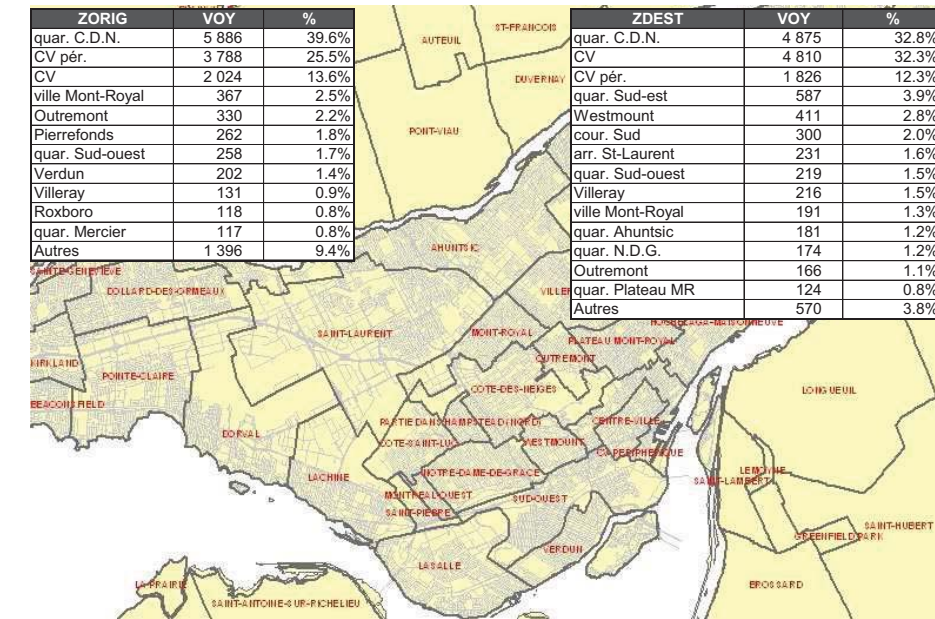 ZORIG VOY %
quar. C.D.N. 5 886 39.6%
CV pér. 3 788 25.5%
CV 2 024 13.6%
ville Mont-Royal 367 2.5%
Outremont 330 2.2%
Pierrefonds 262 1.8%
quar. Sud-ouest 258 1.7%
Verdun 202 1.4%
Villeray 131 0.9%
Roxboro 118 0.8%
quar. Mercier 117 0.8%
Autres 1 396 9.4%
ZDEST VOY %
quar. C.D.N. 4 875 32.8%
CV 4 810 32.3%
CV pér. 1 826 12.3%
quar. Sud-est 587 3.9%
Westmount 411 2.8%
cour. Sud 300 2.0%
arr. St-Laurent 231 1.6%
quar. Sud-ouest 219 1.5%
Villeray 216 1.5%
ville Mont-Royal 191 1.3%
quar. Ahuntsic 181 1.2%
quar. N.D.G. 174 1.2%
Outremont 166 1.1%
quar. Plateau MR 124 0.8%
Autres 570 3.8%
ST-FRANCOIS
AUTEUIL
DUVERNAY
PONT-VIAU
AHUNTSIC
SAINTE-GENEVIEVE
DOLLARD-DES-ORMEAUX
VILLER
HOCHELAGA-MAISONNEUVE
SAINT-LAURENT
MONT-ROYAL
PLATEAU MONT-ROYAL
OUTREMONT
KIRKLAND
POINTE-CLAIRE
COTE-DES-NEIGES
LONGUEUIL
BEACONSFIELD
PARTIE DANS HAMPSTEAD (NORD)
CENTRE-VILLE
DORVAL
COTE-SAINT-LUC
WESTMOUNT
CV PERIPHERIQUE
LACHINE
NOTRE-DAME-DE-GRACE
LEMOYNE
SAINT-LAMBERT
MONTREAL-OUEST
SUD-OUEST
SAINT-PIERRE
SAINT-HUBERT
GREENFIELD PARK
VERDUN
LASALLE
LA-PRAIRIE
BROSSARD
SAINT-ANTOINE-SUR-RICHELIEU